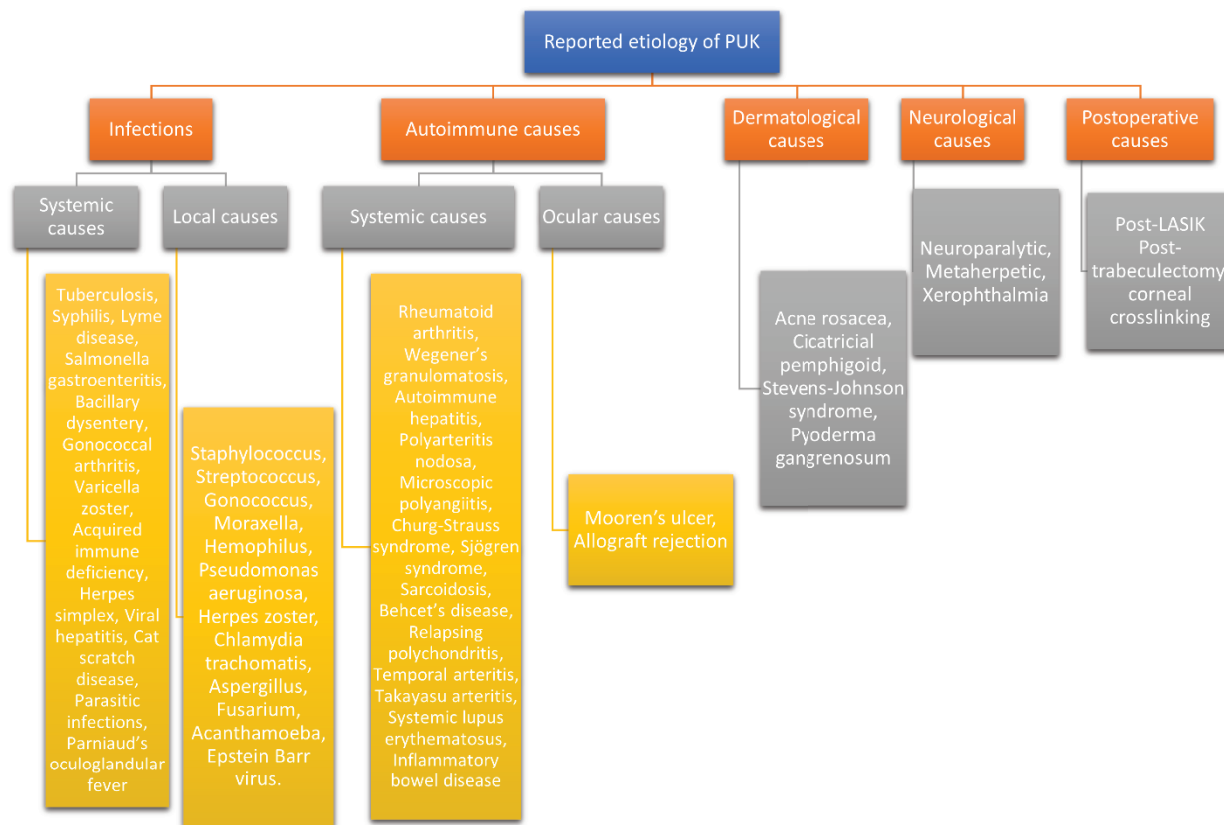 Reported etiology of PUK
Infections
Autoimmune causes
Dermatological
causes
Neurological
causes
Postoperative
causes
Systemic
causes
Local causes
Systemic causes
Ocular causes
Tuberculosis,
Syphilis, Lyme
disease,
Salmonella
gastroenteritis,
Bacillary
dysentery,
Gonococcal
arthritis,
Varicella
zoster,
Acquired
immune
deficiency,
Herpes
simplex, Viral
hepatitis, Cat
scratch
disease,
Parasitic
infections,
Parniaud's
oculoglandular
fever
Staphylococcus,
Streptococcus,
Gonococcus,
Moraxella,
Hemophilus,
Pseudomonas
aeruginosa,
Herpes zoster,
Chlamydia
trachomatis,
Aspergillus,
Fusarium,
Acanthamoeba,
Epstein Barr
virus.
Rheumatoid
arthritis,
Wegener's
granulomatosis,
Autoimmune
hepatitis,
Polyarteritis
nodosa,
Microscopic
polyangiitis,
Churg-Strauss
syndrome, Sjögren
syndrome,
Sarcoidosis,
Behcet's disease,
Relapsing
polychondritis,
Temporal arteritis,
Takayasu arteritis,
Systemic lupus
erythematosus,
Inflammatory
bowel disease
Mooren's ulcer,
Allograft rejection
Acne rosacea,
Cicatricial
pemphigoid,
Stevens-Johnson
syndrome,
Pyoderma
gangrenosum
Neuroparalytic,
Metaherpetic,
Xerophthalmia
Post-LASIK
Post-
trabeculectomy
corneal
crosslinking